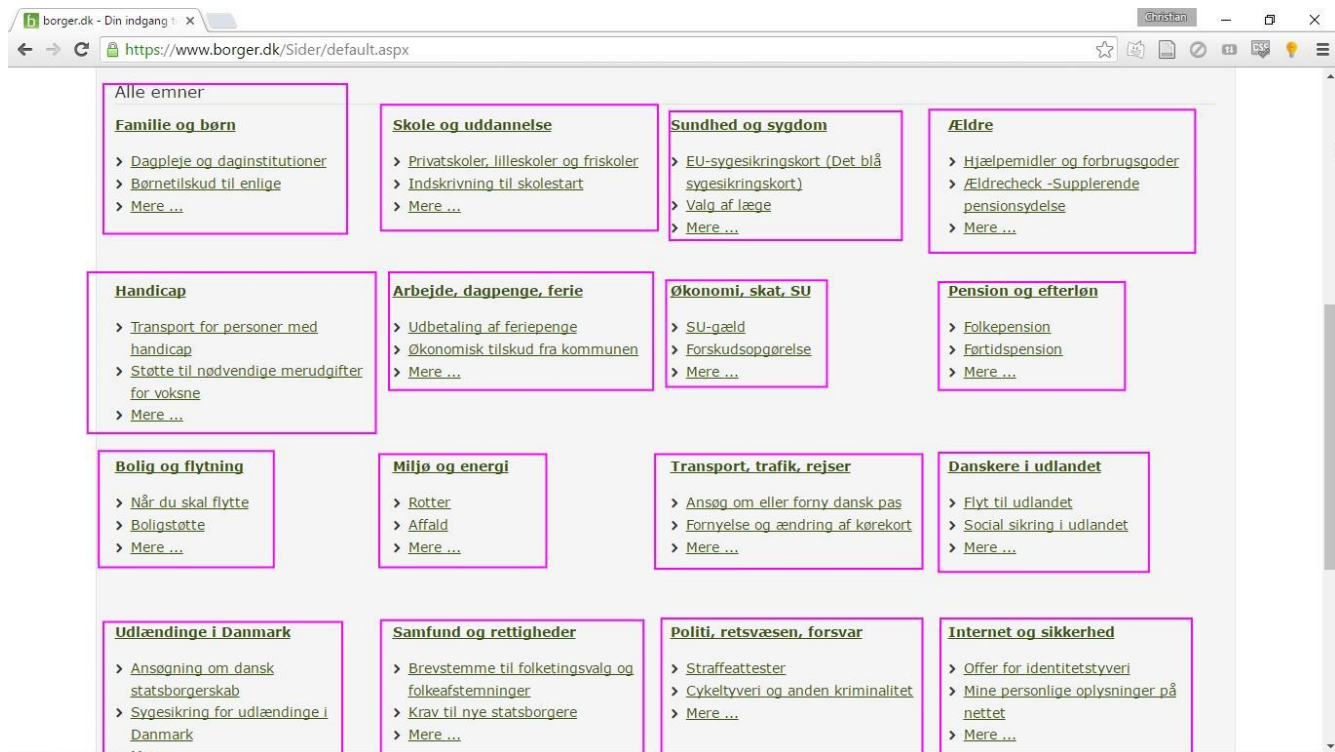 borger.dk - Din indgang t
Christian
https://www.borger.dk/Sider/default.aspx
Alle emner
Familie og børn
Dagpleje og daginstitutioner
Børnetilskud til enlige
Mere ...
Skole og uddannelse
Privatskoler, lilleskoler og friskoler
Indskrivning til skolestart
Mere ...
Sundhed og sygdom
EU-sygesikringskort (Det blå
sygesikringskort)
Valg af læge
Mere ...
Ældre
Hjælpemidler og forbrugsgoder
Ældrecheck -Supplerende
pensionsydelse
Mere ...
Handicap
Transport for personer med
handicap
Støtte til nødvendige merudgifter
for voksne
Mere ...
Arbejde, dagpenge, ferie
Udbetaling af feriepenge
Økonomisk tilskud fra kommunen
Mere ...
Økonomi, skat, SU
SU-gæld
Forskudsopgørelse
Mere ...
Pension og efterløn
Folkepension
Førtidspension
Mere ...
Bolig og flytning
Når du skal flytte
Boligstøtte
Mere ...
Miljø og energi
Rotter
Affald
Mere ...
Transport, trafik, rejser
Ansøg om eller forny dansk pas
Fornyelse og ændring af kørekort
Mere ...
Danskere i udlandet
Flyt til udlandet
Social sikring i udlandet
Mere ...
Udlændinge i Danmark
Ansøgning om dansk
statsborgerskab
Sygesikring for udlændinge i
Danmark
Samfund og rettigheder
Brevstemme til folketingsvalg og
folkeafstemninger
Krav til nye statsborgere
Mere ...
Politi, retsvæsen, forsvar
Straffeattester
Cykeltyveri og anden kriminalitet
Mere ...
Internet og sikkerhed
Offer for identitetstyveri
Mine personlige oplysninger på
nettet
Mere ...